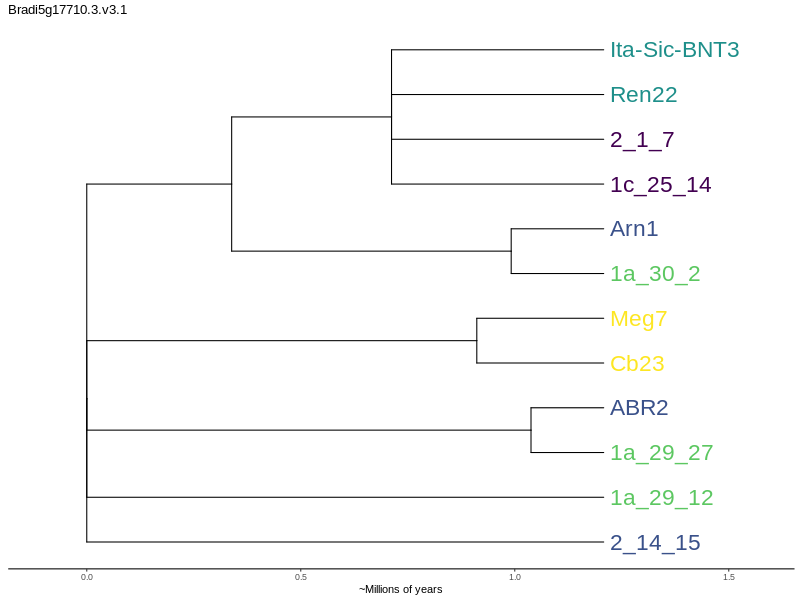 Bradi5g17710.3.v3.1
Ita-Sic-BNT3
Ren22
2_1_7
1c_25_14
Arn1
1a_30_2
Meg7
Cb23
ABR2
1a_29_27
1a_29_12
2_14_15
0.0 0.5 1.0 1.5
~Millions of years